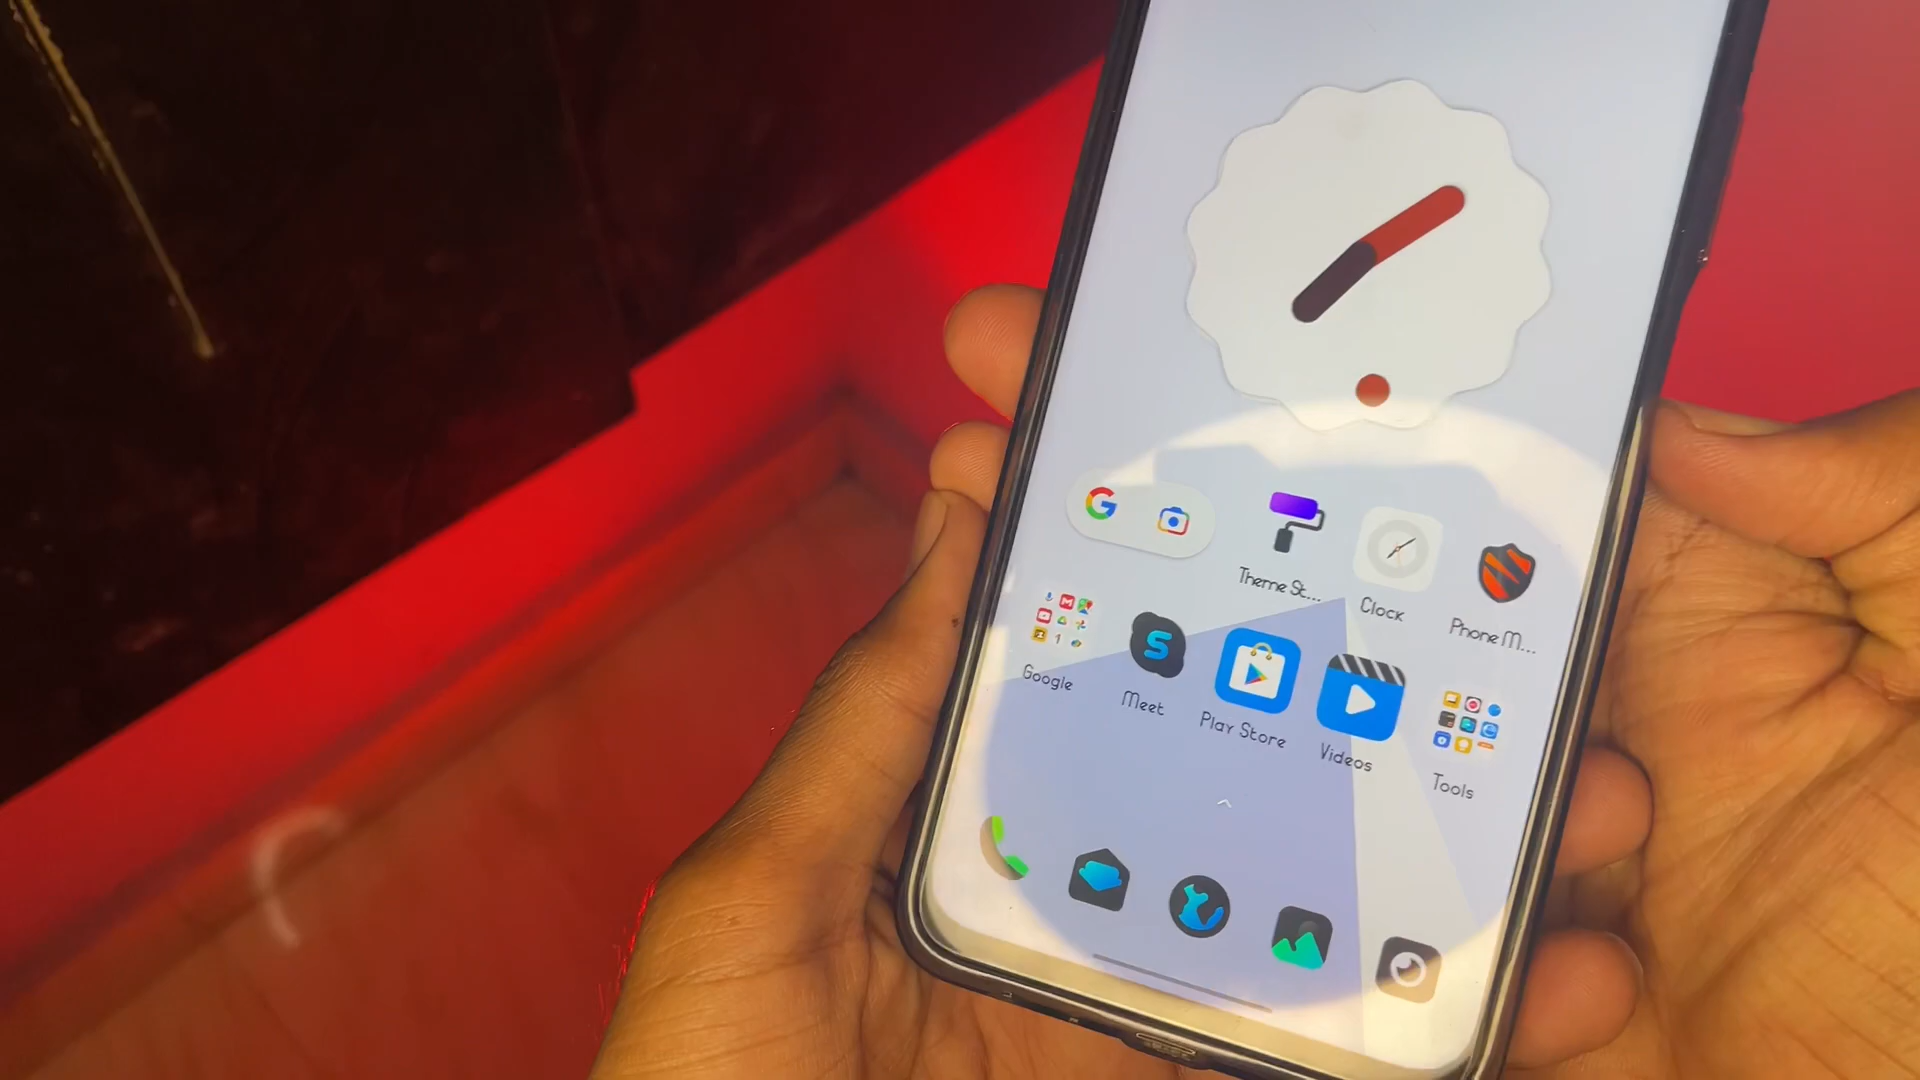 Theme St...
Clock
Phone M...
Google
Meet
Play Store
Videos
Tools